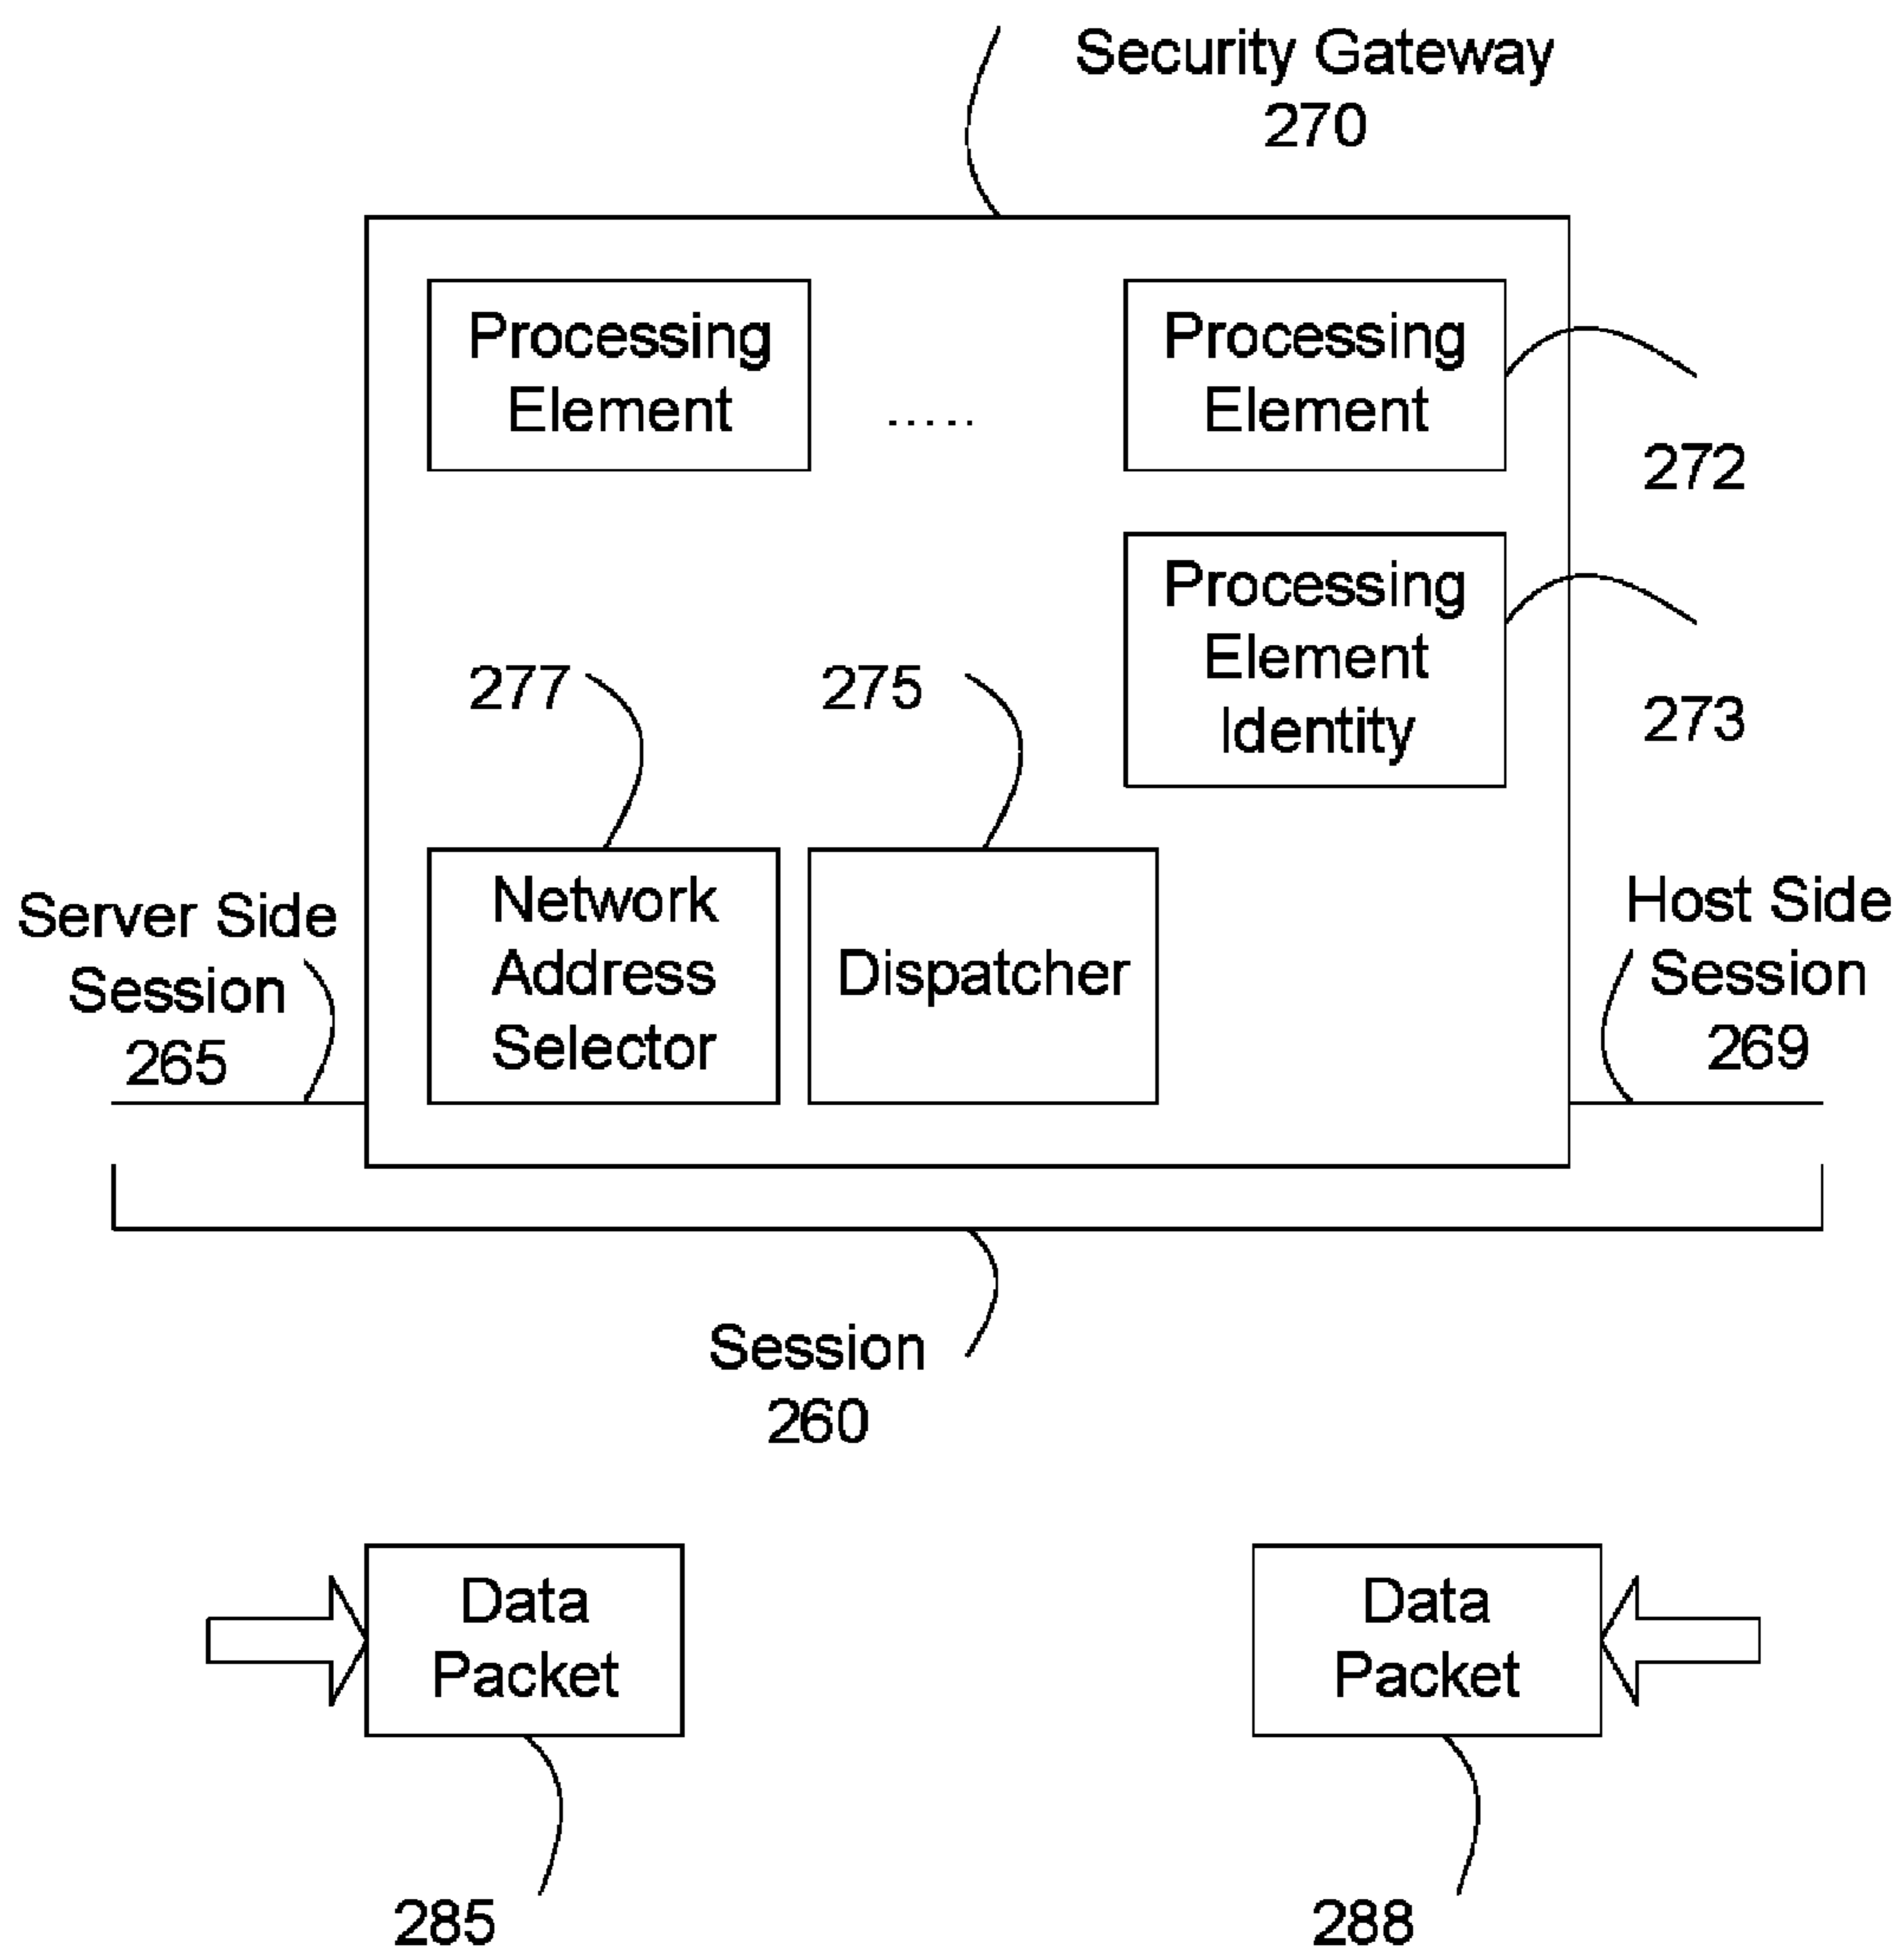 Security Gateway
270
Processing
Element
.....
Processing
Element
272
Processing
Element
Identity
273
277
275
Network
Address
Selector
Dispatcher
Server Side
Session
265
Host Side
Session
269
Session
260
Data
Packet
285
Data
Packet
288